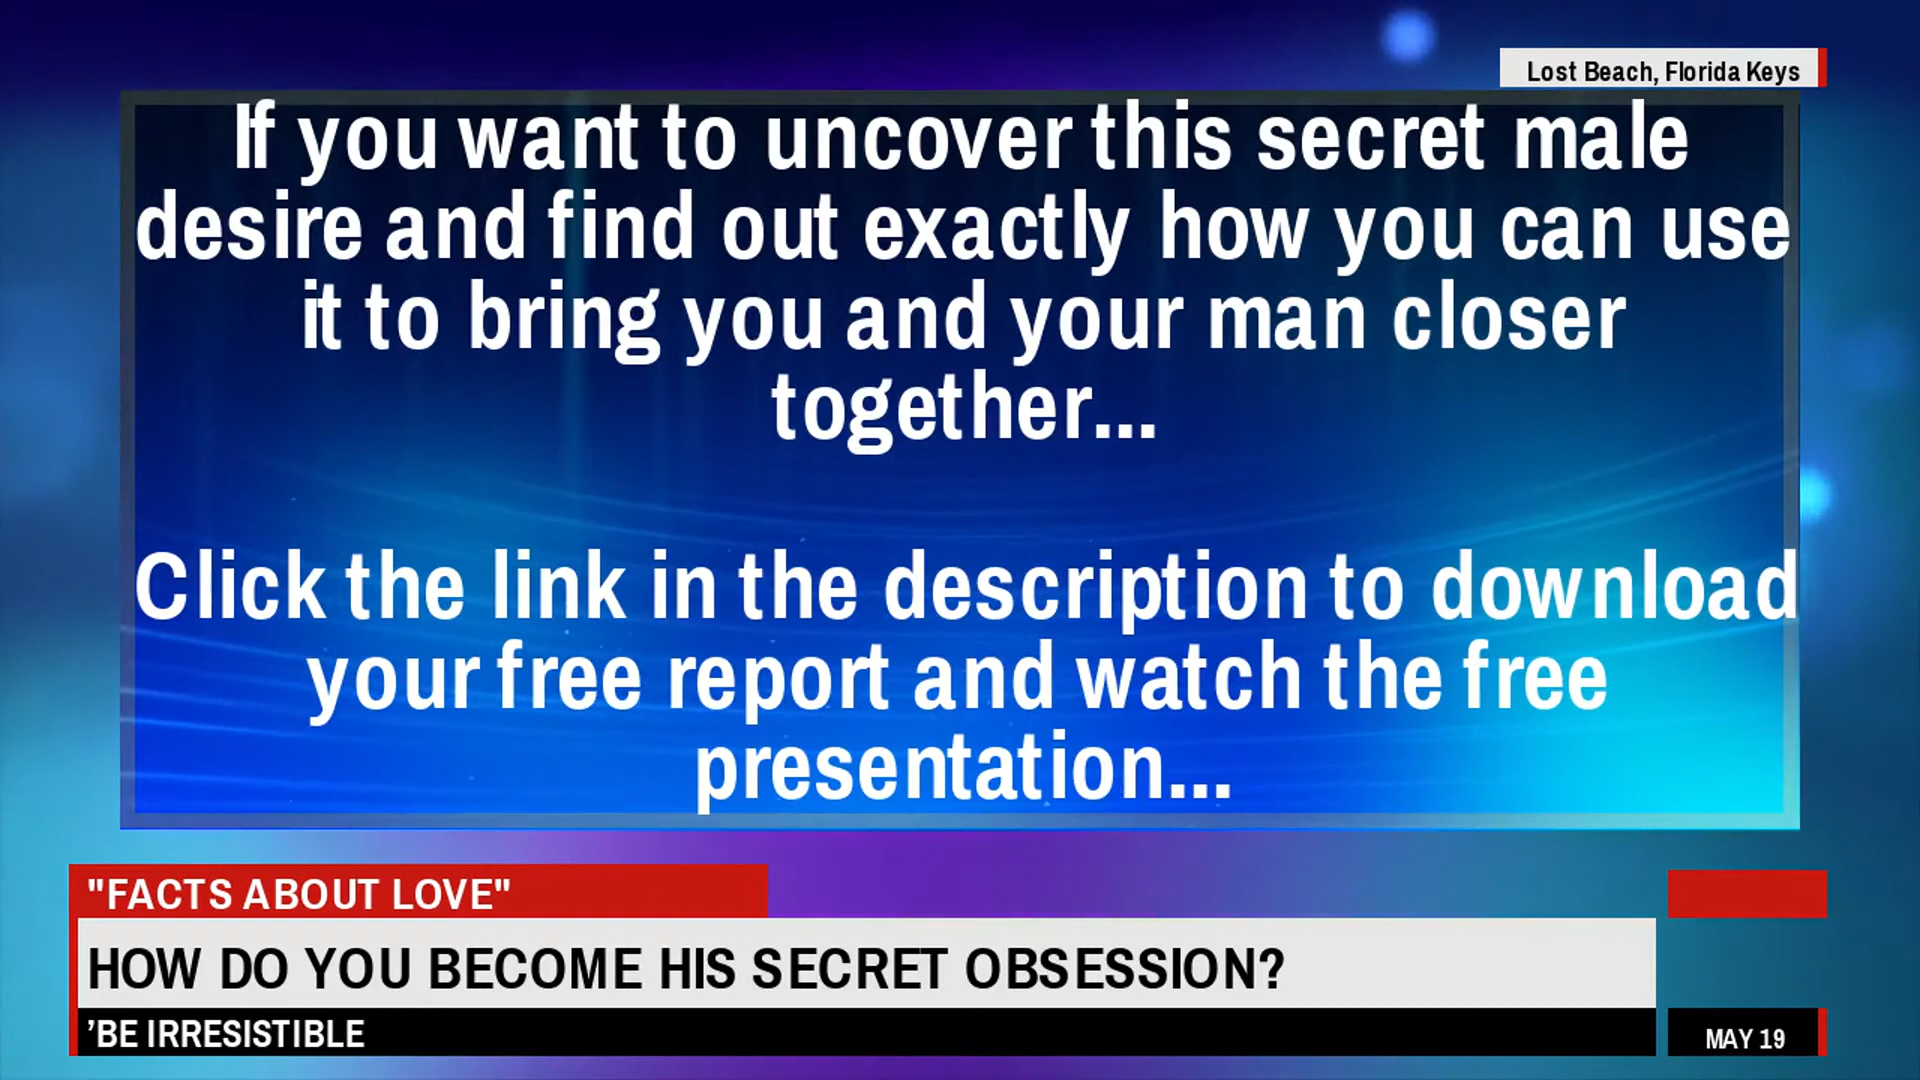 Lost Beach, Florida Keys
If you want to uncover this secret male
desire and find out exactly how you can use
it to bring you and your man closer
together...
Click the link in the description to download
your free report and watch the free
presentation...
"FACTS ABOUT LOVE"
HOW DO YOU BECOME HIS SECRET OBSESSION?
’BE IRRESISTIBLE
MAY 19